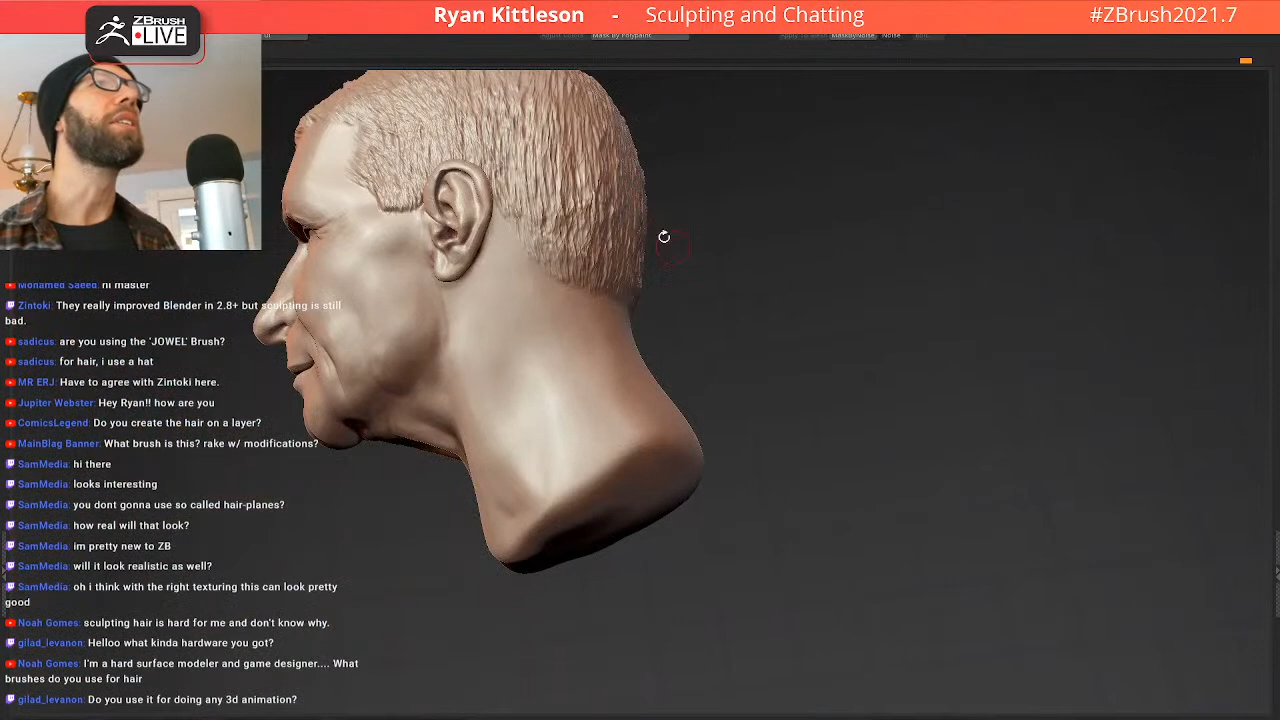 ZBRUSH
LIVE
Ryan Kittleson - Sculpting and Chatting
#ZBrush2021.7
Mask By Polypaint
MaskByNoise
Noise
Mohamed Saeed: hi master
Zintoki: They really improved Blender in 2.8+ but sculpting is still
bad.
sadicus: are you using the 'JOWEL' Brush?
sadicus: for hair, i use a hat
MR ERJ: Have to agree with Zintoki here.
Jupiter Webster: Hey Ryan!! how are you
ComicsLegend: Do you create the hair on a layer?
MainBlag Banner: What brush is this? rake w/ modifications?
SamMedia: hi there
SamMedia: looks interesting
SamMedia: you dont gonna use so called hair-planes?
SamMedia: how real will that look?
SamMedia: im pretty new to ZB
SamMedia: will it look realistic as well?
SamMedia: oh i think with the right texturing this can look pretty
good
Noah Gomes: sculpting hair is hard for me and don't know why.
gilad_levanon: Helloo what kinda hardware you got?
Noah Gomes: I'm a hard surface modeler and game designer.... What
brushes do you use for hair
gilad_levanon: Do you use it for doing any 3d animation?